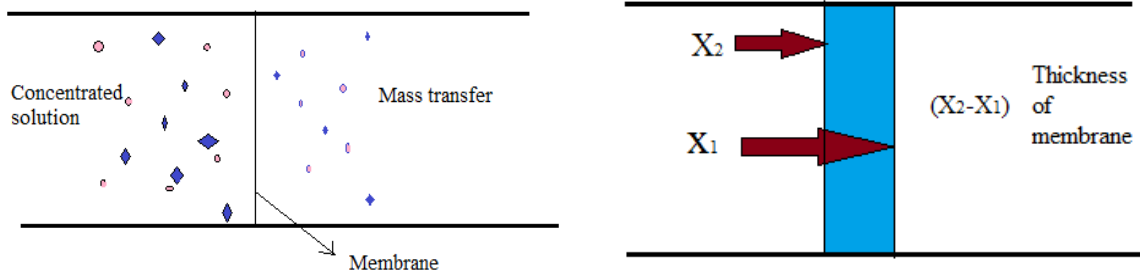 Concentrated
solution
Mass transfer
Membrane
X2
X1
(X2-X1)
Thickness
of
membrane